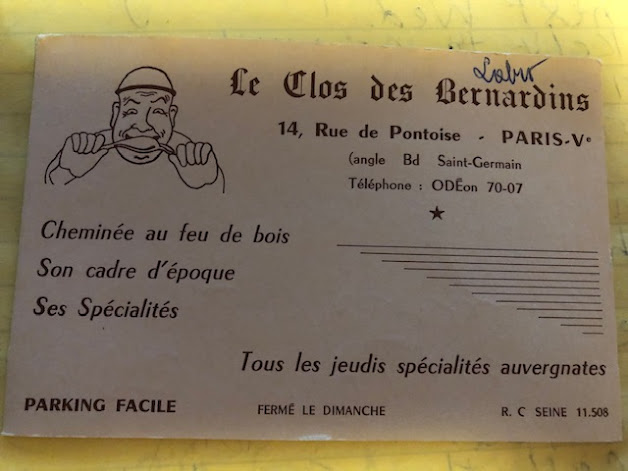 Le Clos des Bernardins
14, Rue de Pontoise - PARIS-Ve
(angle Bd Saint-Germain
Téléphone : ODÉon 70-07
Cheminée au feu de bois
Son cadre d'époque
Ses Spécialités
Tous les jeudis spécialités auvergnates
PARKING FACILE
FERMÉ LE DIMANCHE
R. C SEINE 11.508